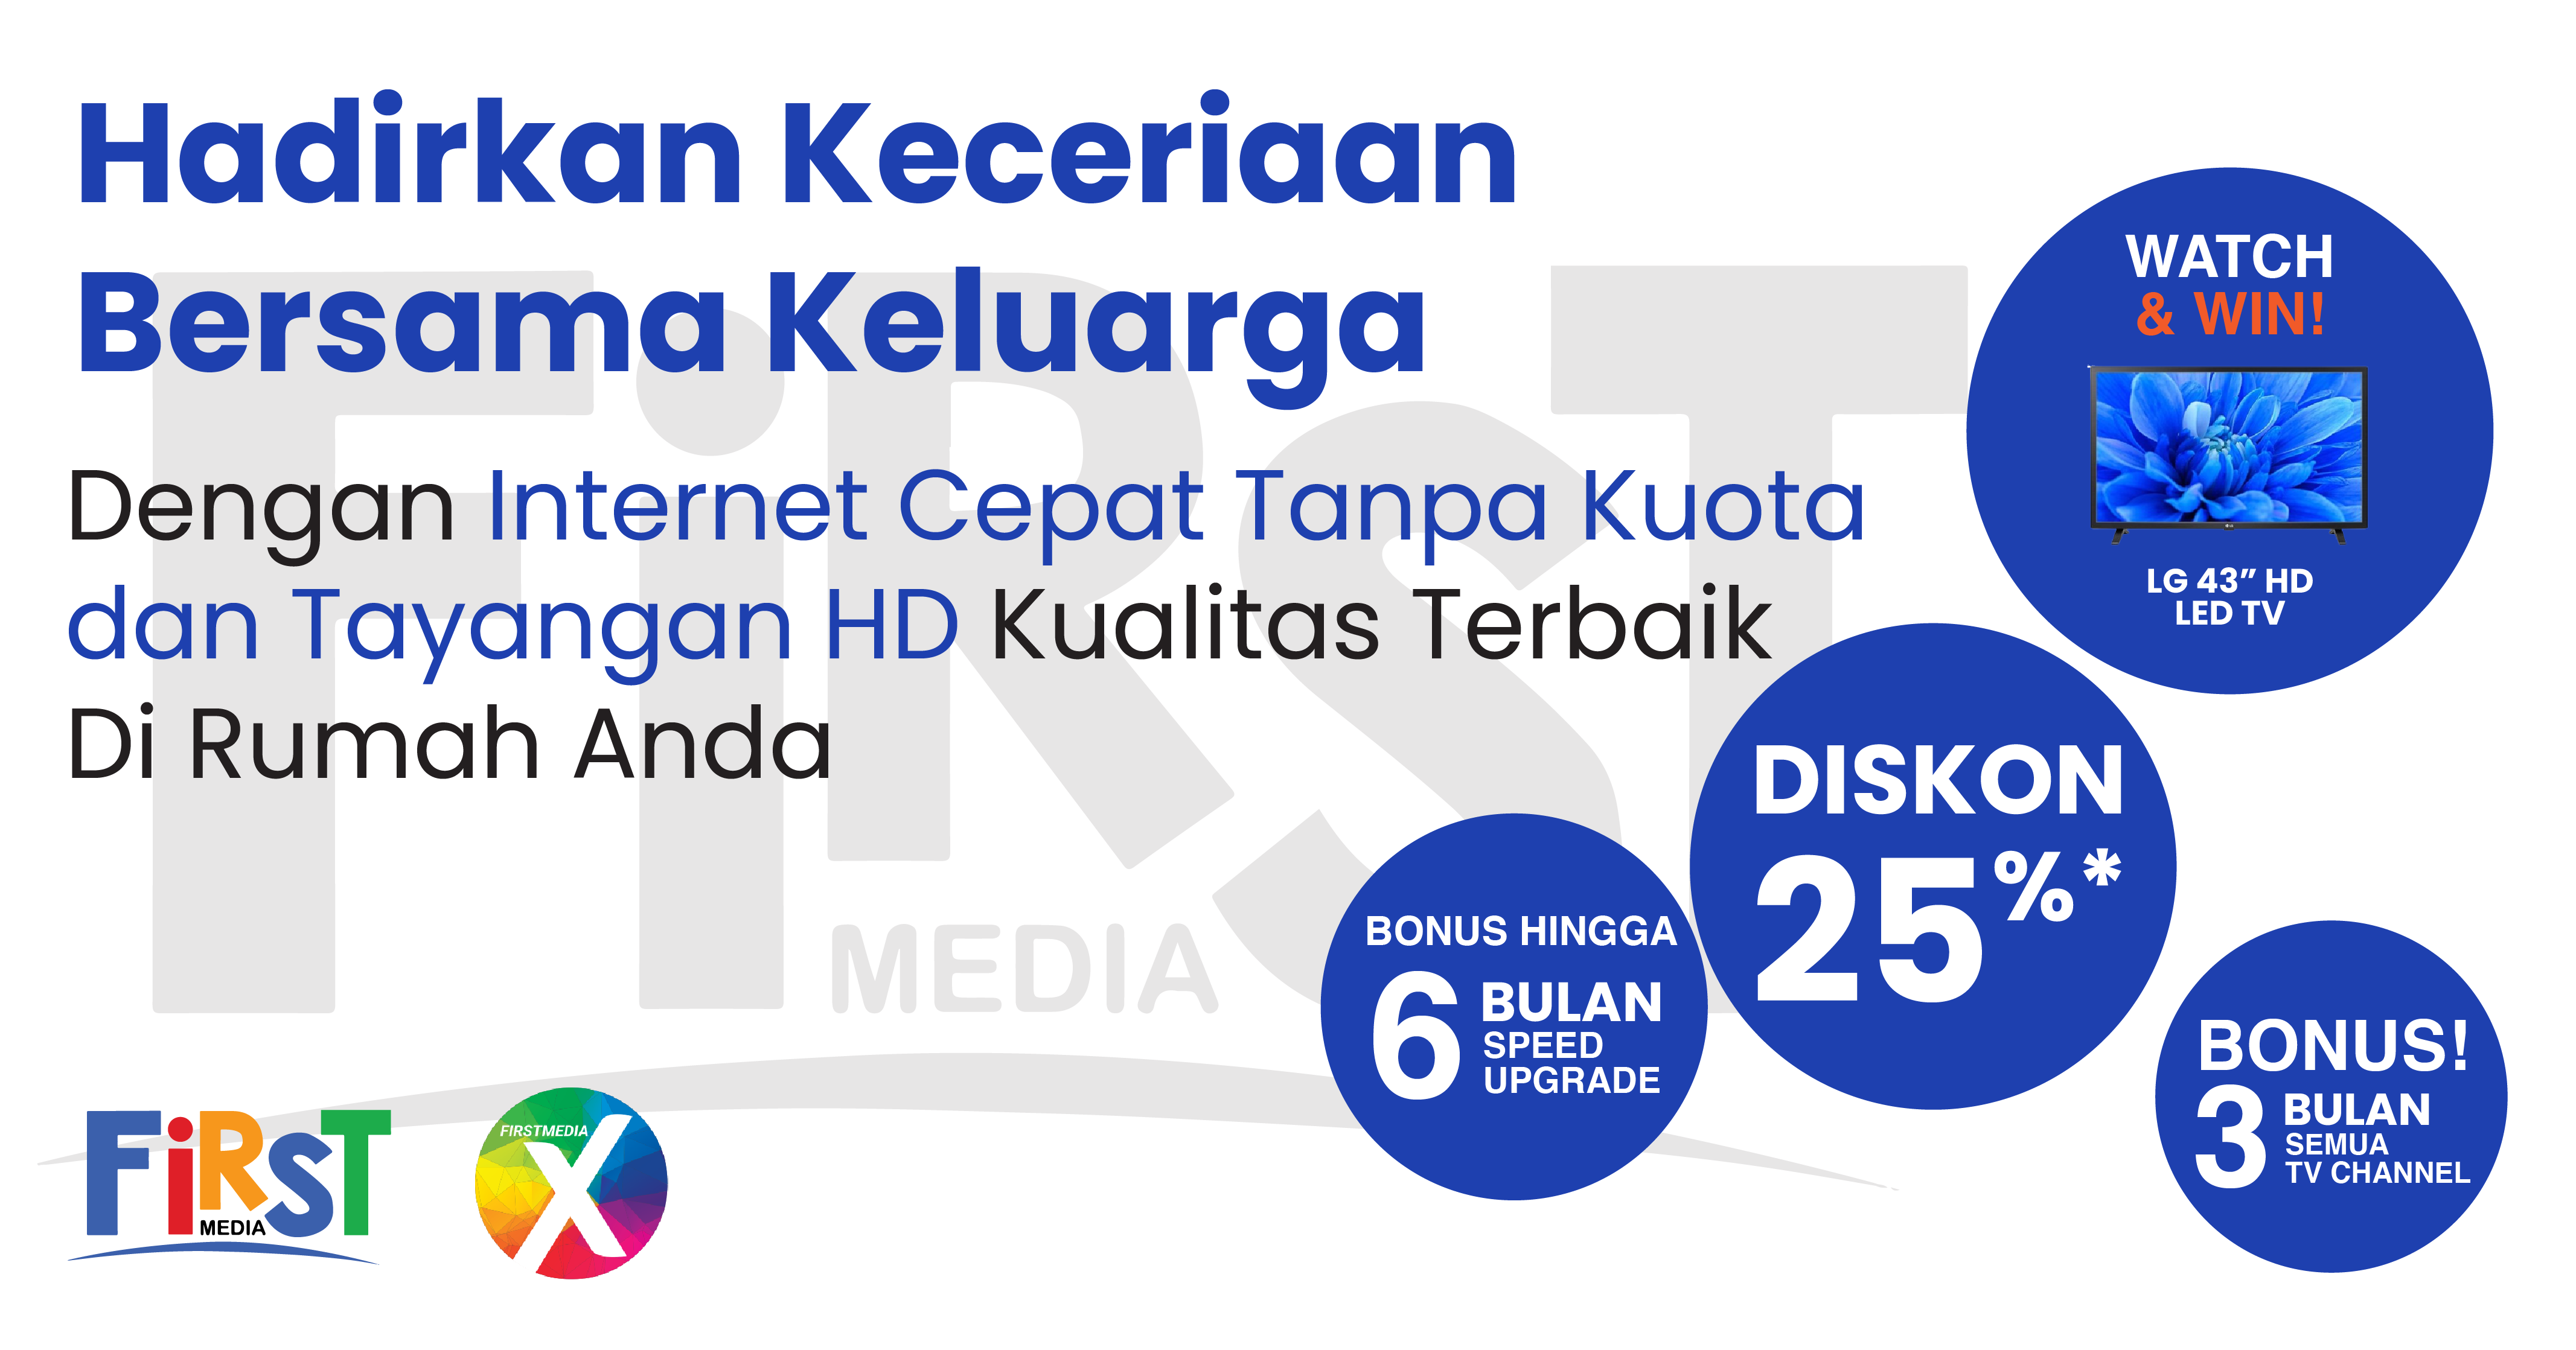 Hadirkan Keceriaan
Bersama Keluarga
Dengan Internet Cepat Tanpa Kuota
dan Tayangan HD Kualitas Terbaik
Di Rumah Anda
WATCH
& WIN!
LG 43” HD
LED TV
DISKON
25%*
BONUS HINGGA
6 BULAN
SPEED
UPGRADE
BONUS!
3 BULAN
SEMUA
TV CHANNEL
FiRST
MEDIA
FiRST
MEDIA
FIRSTMEDIA
X